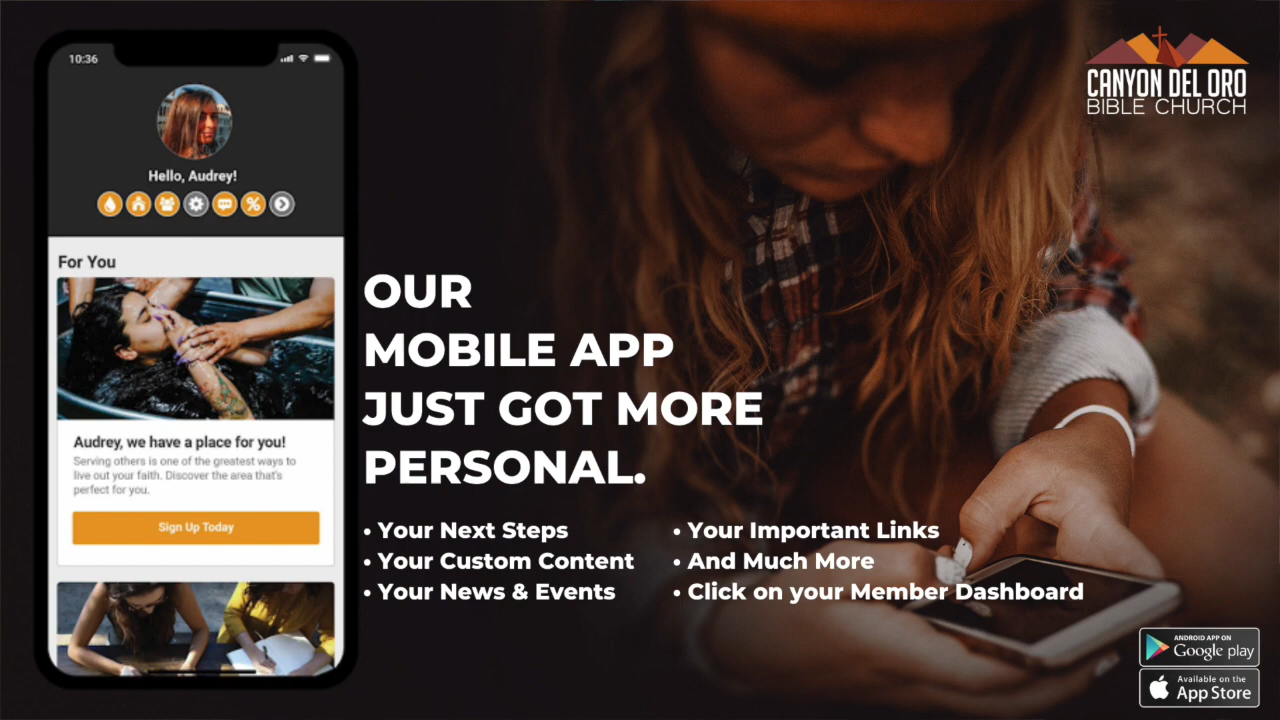 10:36
Hello, Audrey!
For You
Audrey, we have a place for you!
Serving others is one of the greatest ways to
live out your faith. Discover the area that's
perfect for you.
Sign Up Today
OUR
MOBILE APP
JUST GOT MORE
PERSONAL.
• Your Next Steps
• Your Custom Content
• Your News & Events
• Your Important Links
• And Much More
• Click on your Member Dashboard
CANYON DEL ORO
BIBLE CHURCH
ANDROID APP ON
Google play
Available on the
App Store